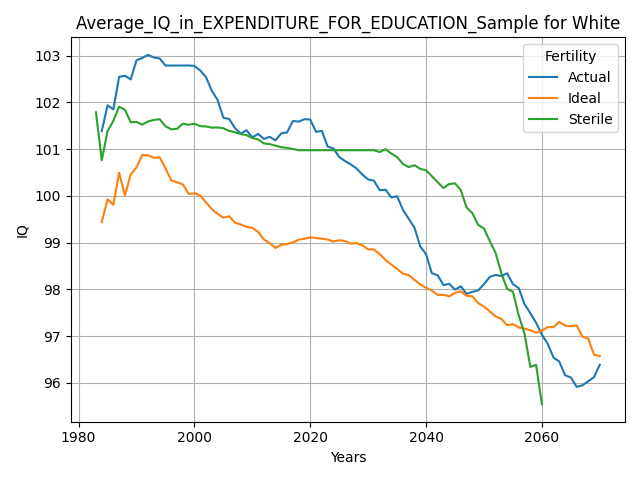 Average_IQ_in_EXPENDITURE_FOR_EDUCATION_Sample for White
Fertility
Actual
Ideal
Sterile
103
102
101
100
99
98
97
96
IQ
1980
2000
2020
2040
2060
Years